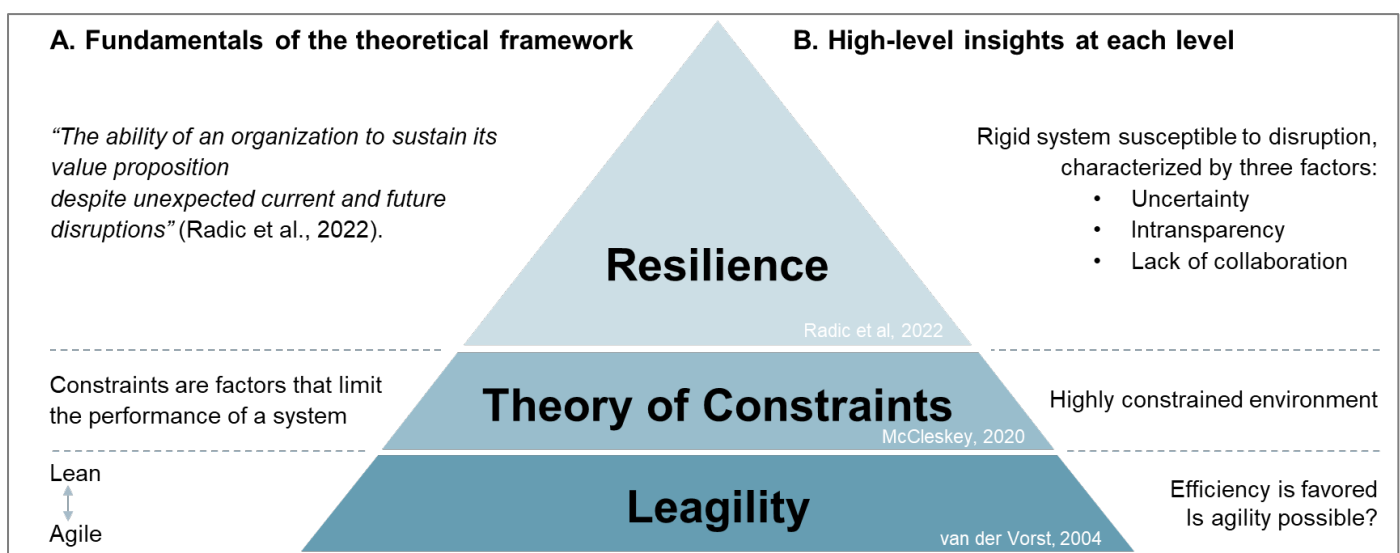 A. Fundamentals of the theoretical framework
B. High-level insights at each level
“The ability of an organization to sustain its
value proposition
despite unexpected current and future
disruptions” (Radic et al., 2022).
Rigid system susceptible to disruption,
characterized by three factors:
• Uncertainty
• Intransparency
• Lack of collaboration
Resilience
Radic et al, 2022
Constraints are factors that limit
the performance of a system
Theory of Constraints
McCleskey, 2020
Highly constrained environment
Lean
Agile
Leagility
van der Vorst, 2004
Efficiency is favored
Is agility possible?